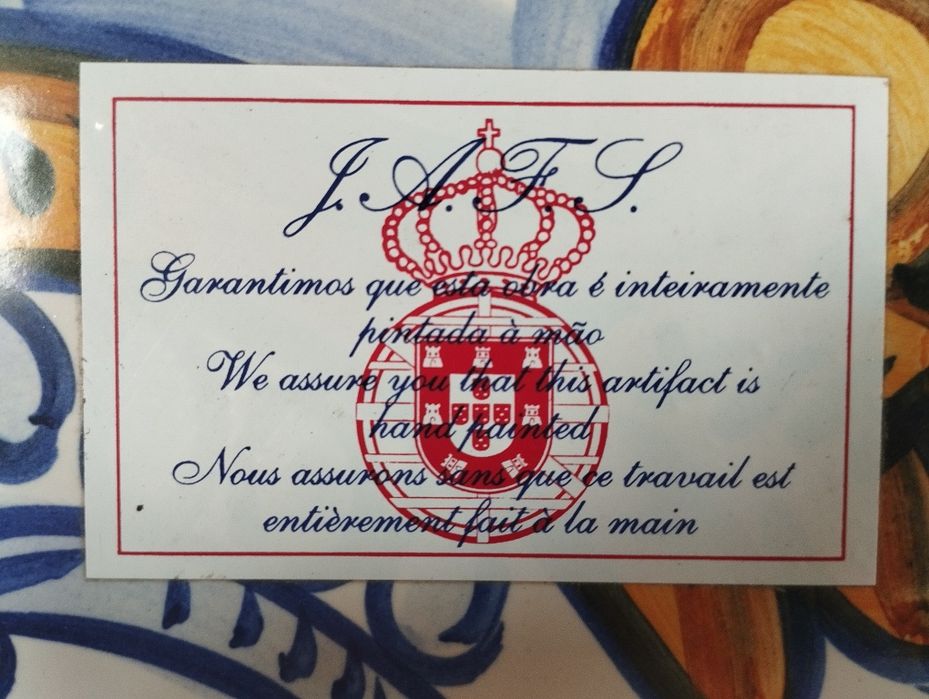 J. A. F. S.
Garantimos que esta obra é inteiramente
pintada à mão
We assure you that this artifact is
hand painted
Nous assurons sans que ce travail est
entièrement fait à la main